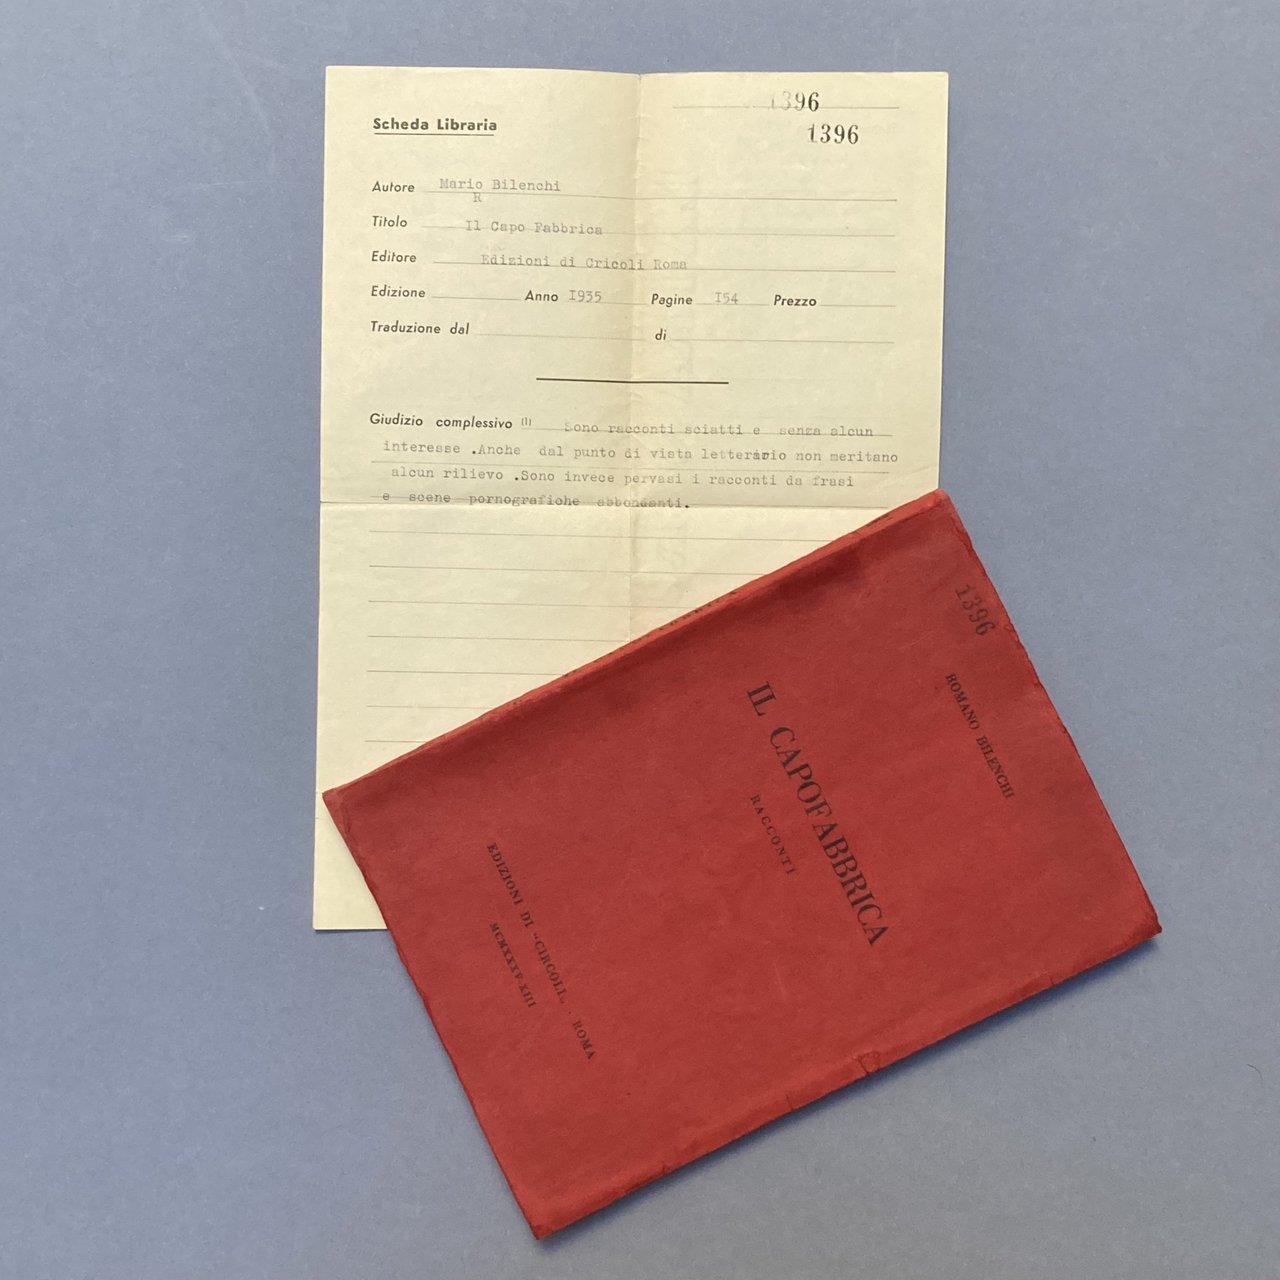 1396
1396
Scheda Libraria
Autore Mario Bilenchi
R
Titolo Il Capo Fabbrica
Editore Edizioni di Cricoli Roma
Edizione Anno I935 Pagine I54 Prezzo
Traduzione dal di
Giudizio complessivo (1) Sono racconti sciatti e senza alcun
interesse .Anche dal punto di vista letterario non meritano
alcun rilievo .Sono invece pervasi i racconti da frasi
e scene pornografiche abbondanti.
1396
ROMANO BILENCHI
IL CAPOFABBRICA
RACCONTI
EDIZIONI DI "CIRCOLI„ · ROMA
MCMXXXV-XIII